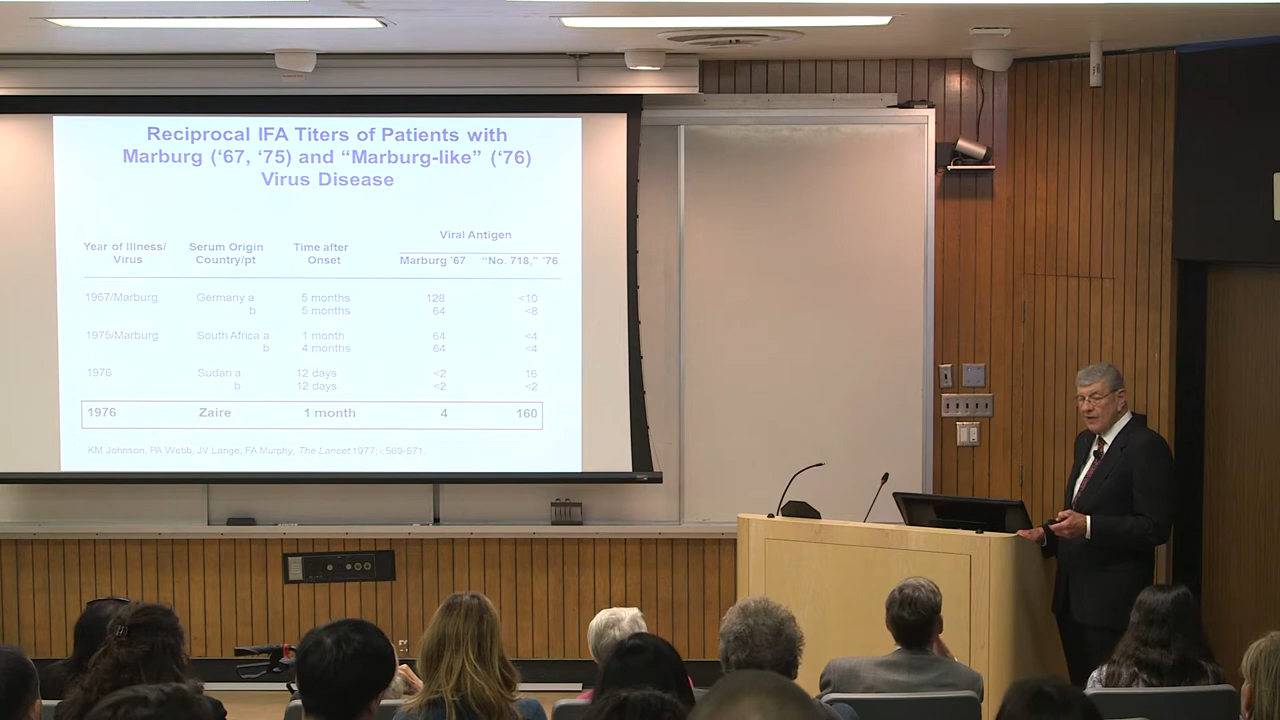 Reciprocal IFA Titers of Patients with
Marburg (‘67, ‘75) and “Marburg-like” (‘76)
Virus Disease
Viral Antigen
Year of Illness/ Serum Origin Time after
Virus Country/pt Onset Marburg ’67 “No. 718,” ’76
1967/Marburg Germany a 5 months 128 <10
b 5 months 64 <8
1975/Marburg South Africa a 1 month 64 <4
b 4 months 64 <4
1976 Sudan a 12 days <2 16
b 12 days <2 <2
1976 Zaire 1 month 4 160
KM Johnson, PA Webb, JV Lange, FA Murphy, The Lancet 1977; i:569-571.